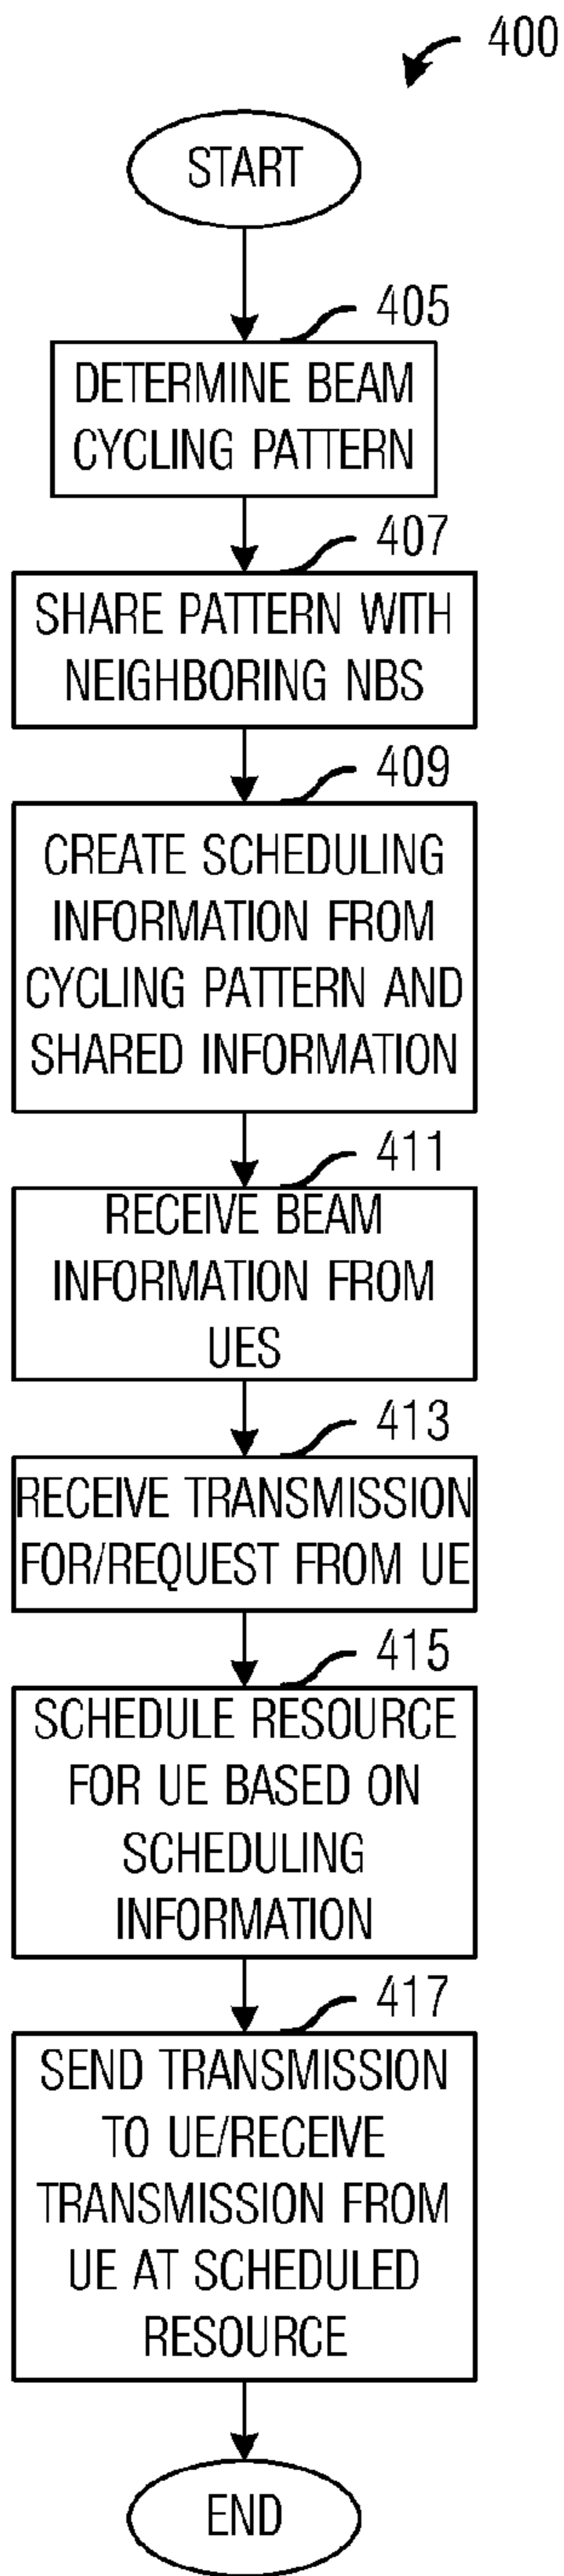 400
START
405
DETERMINE BEAM
CYCLING PATTERN
407
SHARE PATTERN WITH
NEIGHBORING NBS
409
CREATE SCHEDULING
INFORMATION FROM
CYCLING PATTERN AND
SHARED INFORMATION
411
RECEIVE BEAM
INFORMATION FROM
UES
413
RECEIVE TRANSMISSION
FOR/REQUEST FROM UE
415
SCHEDULE RESOURCE
FOR UE BASED ON
SCHEDULING
INFORMATION
417
SEND TRANSMISSION
TO UE/RECEIVE
TRANSMISSION FROM
UE AT SCHEDULED
RESOURCE
END